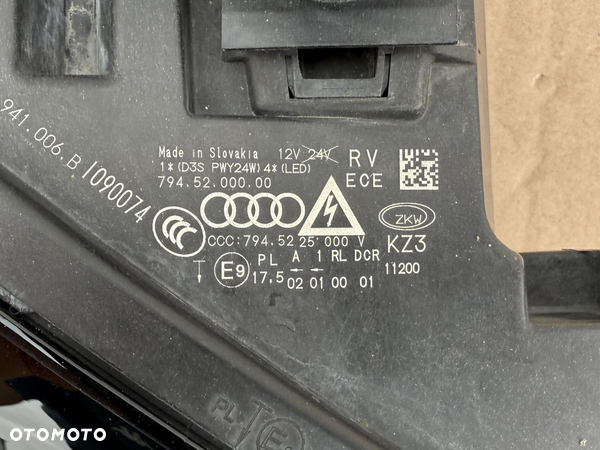 941.006.B 1090074
Made in Slovakia 12V 24V RV
1*(D3S PWY24W) 4*(LED) ECE
794.52.000.00
ZKW
CCC
CCC:794.52 25 000 V KZ3
E9 PL A 1 RL DCR 11200
17,5 02 01 00 01
PL E
OTOMOTO